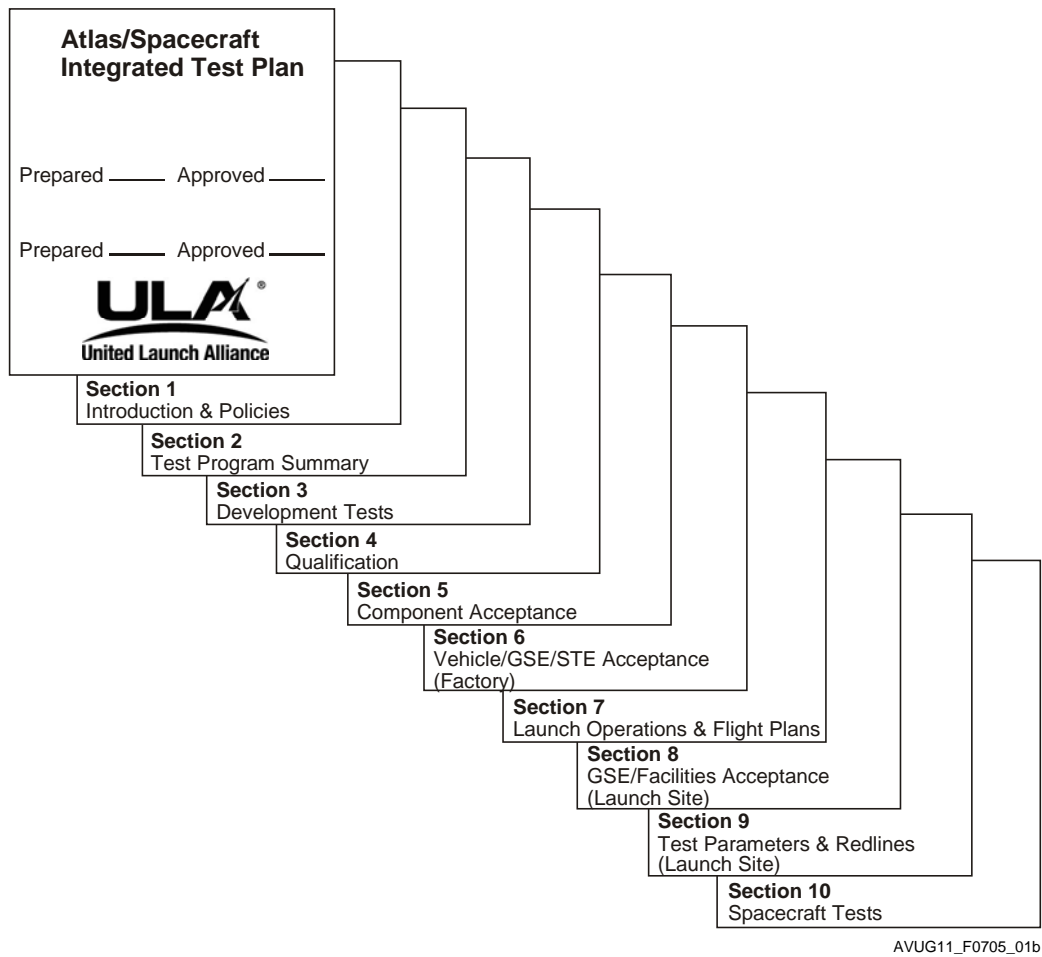 Atlas/Spacecraft
Integrated Test Plan
Prepared Approved
Prepared Approved
ULA®
United Launch Alliance
Section 1
Introduction & Policies
Section 2
Test Program Summary
Section 3
Development Tests
Section 4
Qualification
Section 5
Component Acceptance
Section 6
Vehicle/GSE/STE Acceptance
(Factory)
Section 7
Launch Operations & Flight Plans
Section 8
GSE/Facilities Acceptance
(Launch Site)
Section 9
Test Parameters & Redlines
(Launch Site)
Section 10
Spacecraft Tests
AVUG11_F0705_01b